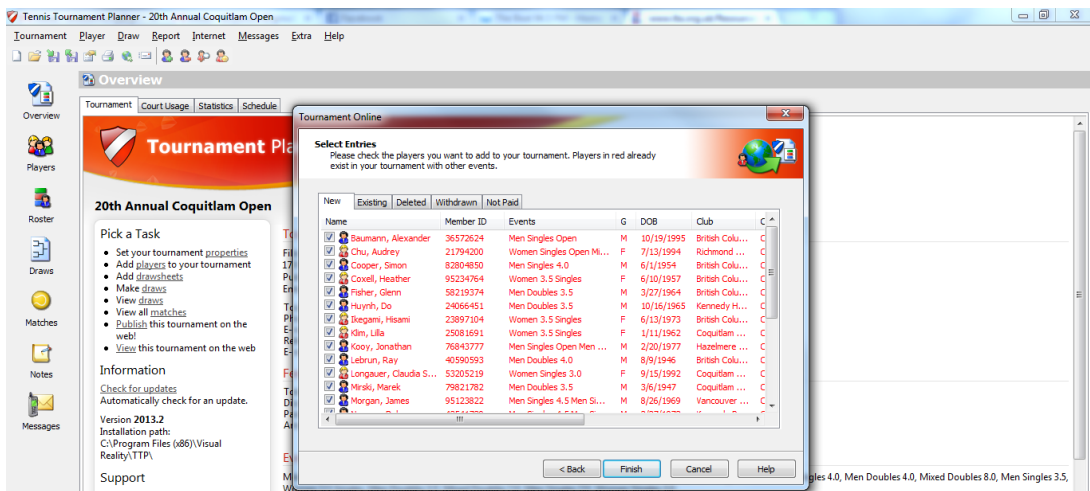 Tennis Tournament Planner - 20th Annual Coquitlam Open
Tournament Player Draw Report Internet Messages Extra Help
Overview
Overview
Players
Roster
Draws
Matches
Notes
Messages
Tournament Court Usage Statistics Schedule
Tournament Pla
20th Annual Coquitlam Open
Pick a Task
Set your tournament properties
Add players to your tournament
Add drawsheets
Make draws
View draws
View all matches
Publish this tournament on the
web!
View this tournament on the web
Information
Check for updates
Automatically check for an update.
Version 2013.2
Installation path:
C:\Program Files (x86)\Visual
Reality\TTP\
Support
Tournament Online
Select Entries
Please check the players you want to add to your tournament. Players in red already
exist in your tournament with other events.
New Existing Deleted Withdrawn Not Paid
Name Member ID Events G DOB Club C
Baumann, Alexander 36572624 Men Singles Open M 10/19/1995 British Colu... C
Chu, Audrey 21794200 Women Singles Open Mi... F 7/13/1994 Richmond ... C
Cooper, Simon 82804850 Men Singles 4.0 M 6/1/1954 British Colu... C
Coxell, Heather 95234764 Women 3.5 Singles F 6/10/1957 British Colu... C
Fisher, Glenn 58219374 Men Doubles 3.5 M 3/27/1964 British Colu... C
Huynh, Do 24066451 Men Doubles 3.5 M 10/16/1965 Kennedy H... C
Ikegami, Hisami 23897104 Women 3.5 Singles F 6/13/1973 British Colu... C
Kim, Lilla 25081691 Women 3.5 Singles F 1/11/1962 Coquitlam ... C
Kooy, Jonathan 76843777 Men Singles Open Men ... M 2/20/1977 Hazelmere ... C
Lebrun, Ray 40590593 Men Doubles 4.0 M 8/9/1946 British Colu... C
Longauer, Claudia S... 53205219 Women Singles 3.0 F 9/15/1992 Coquitlam ... C
Mirski, Marek 79821782 Men Doubles 3.5 M 3/6/1947 Coquitlam ... C
Morgan, James 95123822 Men Singles 4.5 Men Si... M 8/26/1969 Vancouver ... C
< Back Finish Cancel Help
gles 4.0, Men Doubles 4.0, Mixed Doubles 8.0, Men Singles 3.5,